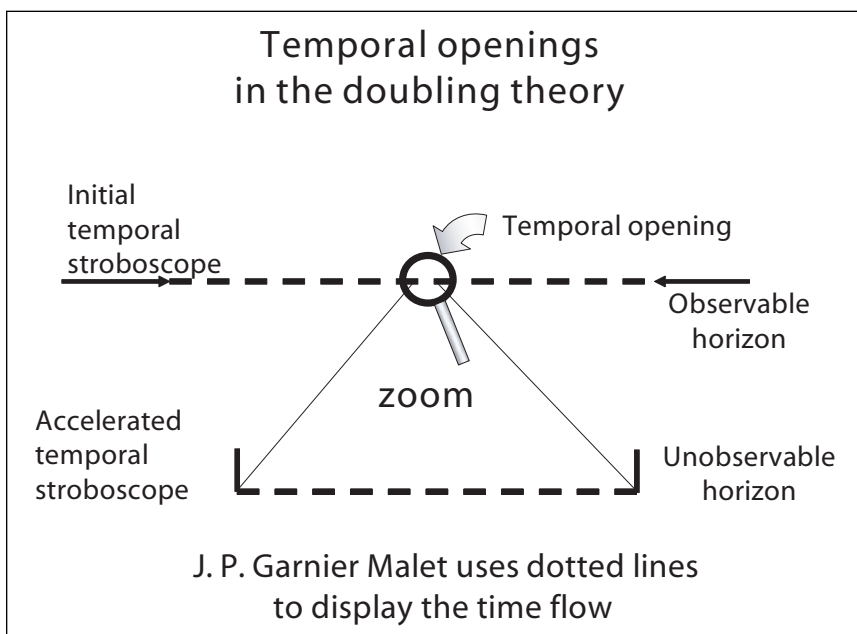 Temporal openings
in the doubling theory
Initial
temporal
stroboscope
Temporal opening
Observable
horizon
zoom
Accelerated
temporal
stroboscope
Unobservable
horizon
J. P. Garnier Malet uses dotted lines
to display the time flow